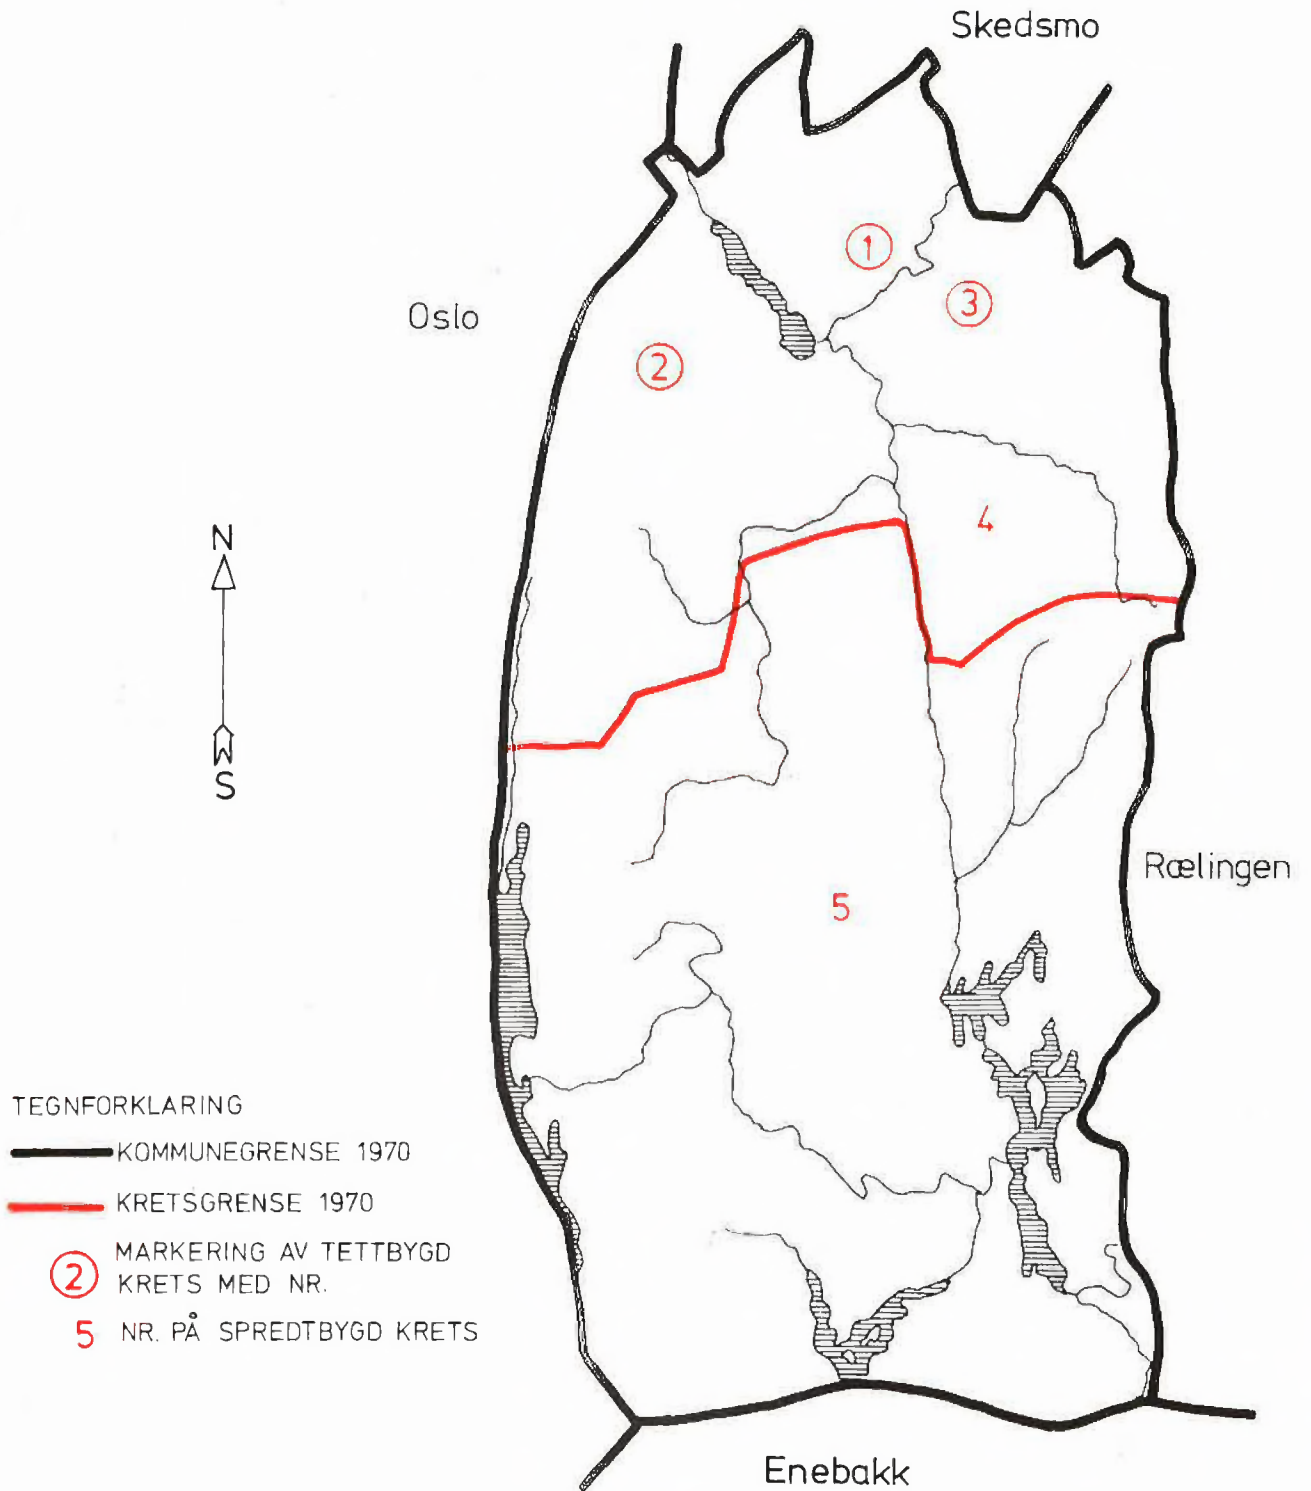 Skedsmo
1
3
Oslo
2
4
N
S
Rælingen
5
TEGNFORKLARING
KOMMUNEGRENSE 1970
KRETSGRENSE 1970
2 MARKERING AV TETTBYGD
KRETS MED NR.
5 NR. PÅ SPREDTBYGD KRETS
Enebakk